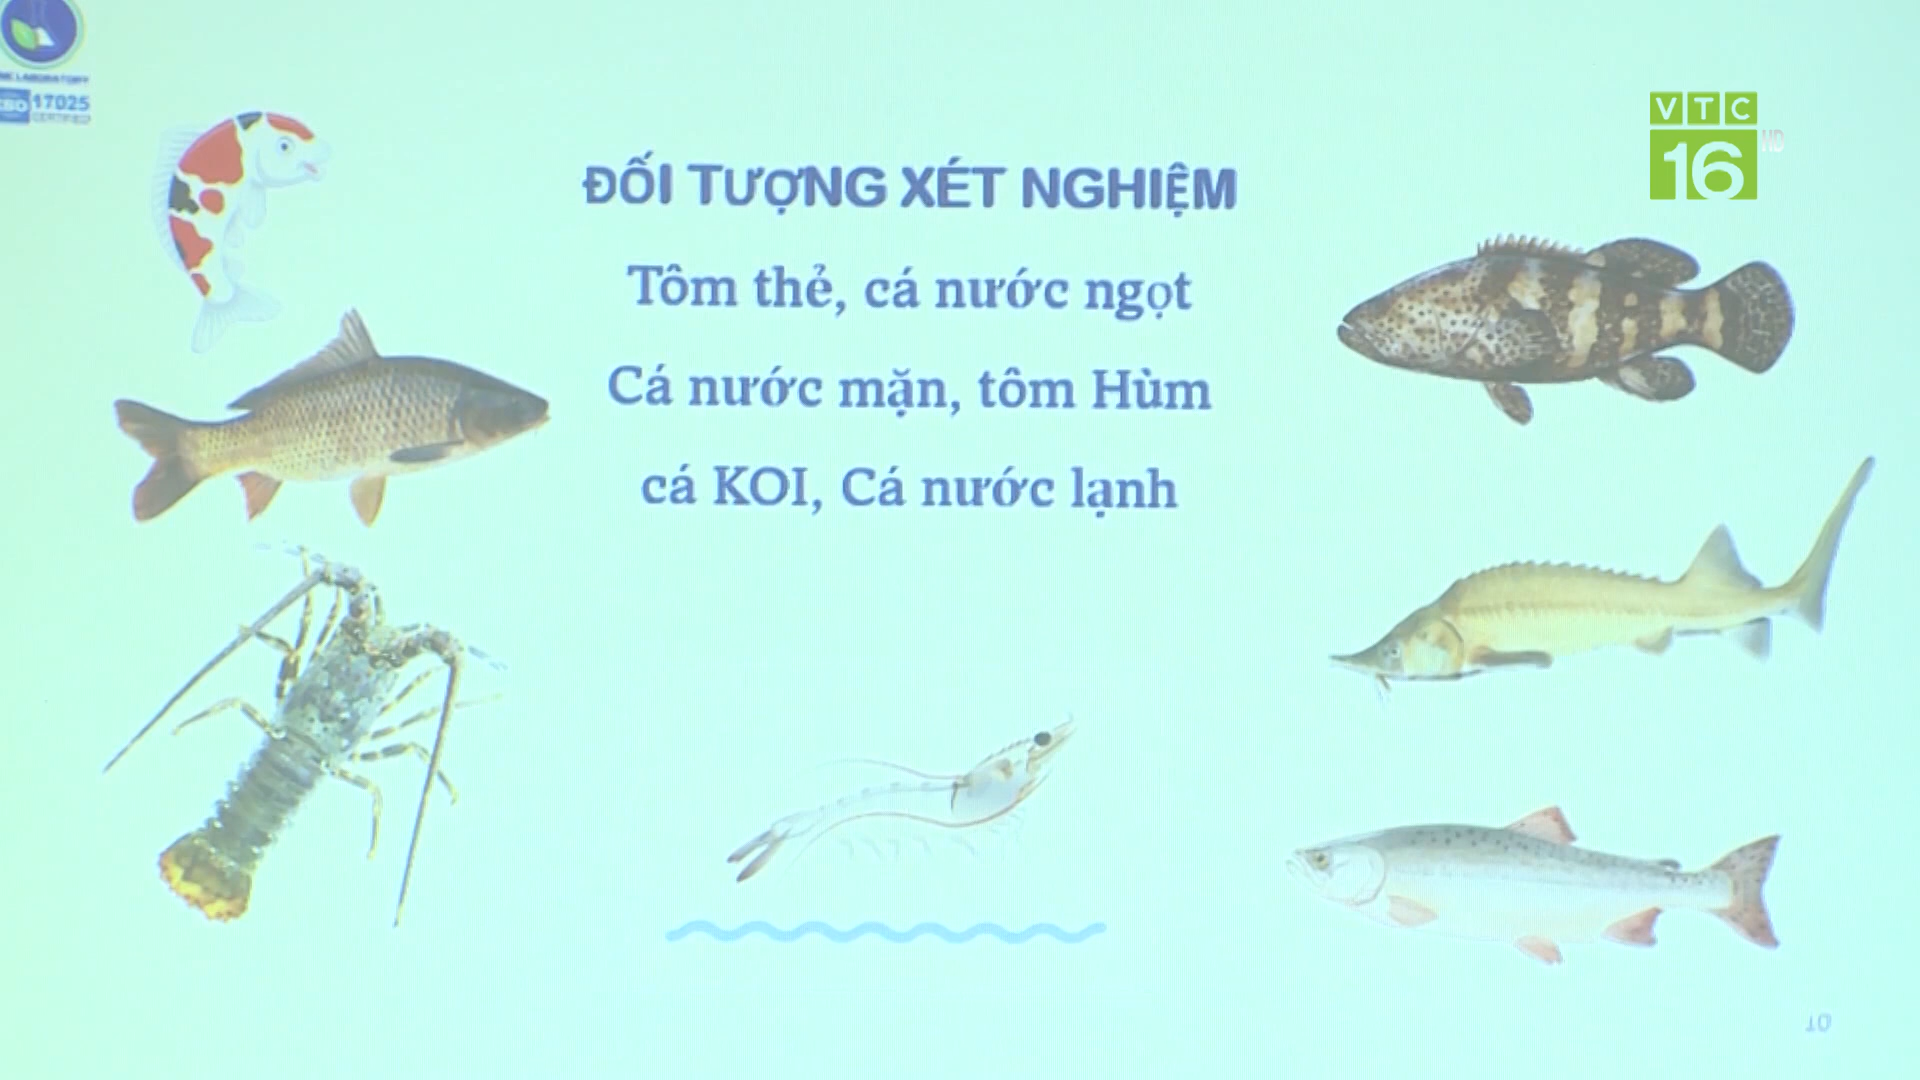 17025
CERTIFIED
VTC
16
HD
ĐỐI TƯỢNG XÉT NGHIỆM
Tôm thẻ, cá nước ngọt
Cá nước mặn, tôm Hùm
cá KOI, Cá nước lạnh
10